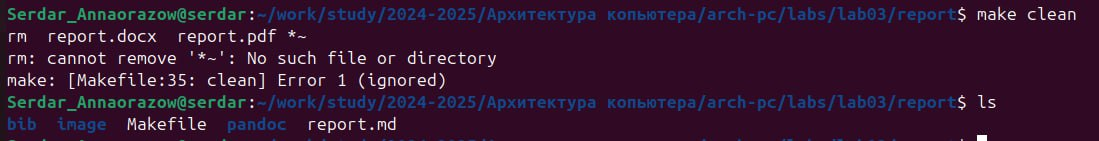 Serdar_Annaorazow@serdar:~/work/study/2024-2025/Архитектура копьютера/arch-pc/labs/lab03/report$ make clean
rm  report.docx  report.pdf *~
rm: cannot remove '*~': No such file or directory
make: [Makefile:35: clean] Error 1 (ignored)
Serdar_Annaorazow@serdar:~/work/study/2024-2025/Архитектура копьютера/arch-pc/labs/lab03/report$ ls
bib  image  Makefile  pandoc  report.md